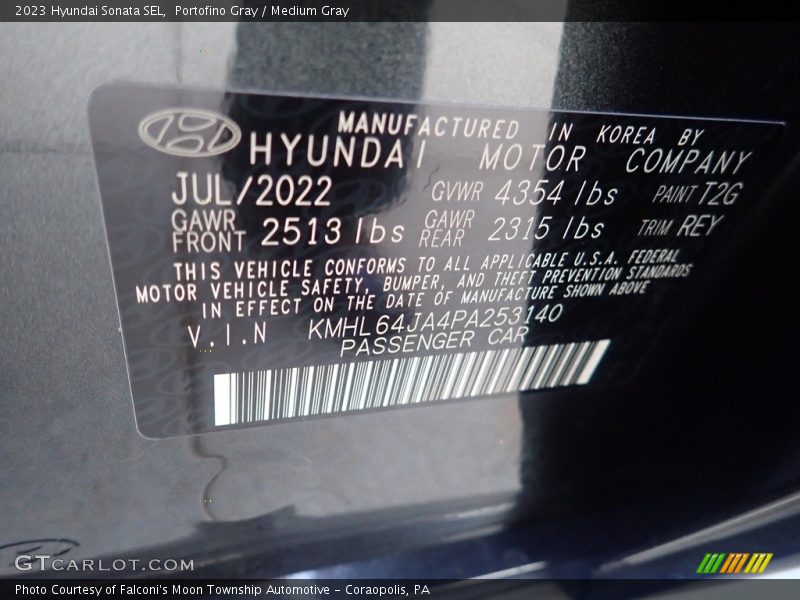 2023 Hyundai Sonata SEL, Portofino Gray / Medium Gray
MANUFACTURED IN KOREA BY
HYUNDAI MOTOR COMPANY
JUL/2022 GVWR 4354 lbs PAINT T2G
GAWR FRONT 2513 lbs GAWR REAR 2315 lbs TRIM REY
THIS VEHICLE CONFORMS TO ALL APPLICABLE U.S.A. FEDERAL
MOTOR VEHICLE SAFETY, BUMPER, AND THEFT PREVENTION STANDARDS
IN EFFECT ON THE DATE OF MANUFACTURE SHOWN ABOVE
V.I.N KMHL64JA4PA253140
PASSENGER CAR
GTCARLOT.COM
Photo Courtesy of Falconi's Moon Township Automotive - Coraopolis, PA